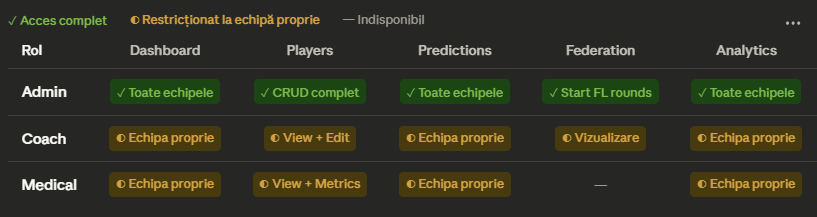 ✓ Acces complet ◐ Restricționat la echipă proprie — Indisponibil ...
Rol Dashboard Players Predictions Federation Analytics
Admin ✓ Toate echipele ✓ CRUD complet ✓ Toate echipele ✓ Start FL rounds ✓ Toate echipele
Coach ◐ Echipa proprie ◐ View + Edit ◐ Echipa proprie ◐ Vizualizare ◐ Echipa proprie
Medical ◐ Echipa proprie ◐ View + Metrics ◐ Echipa proprie — ◐ Echipa proprie